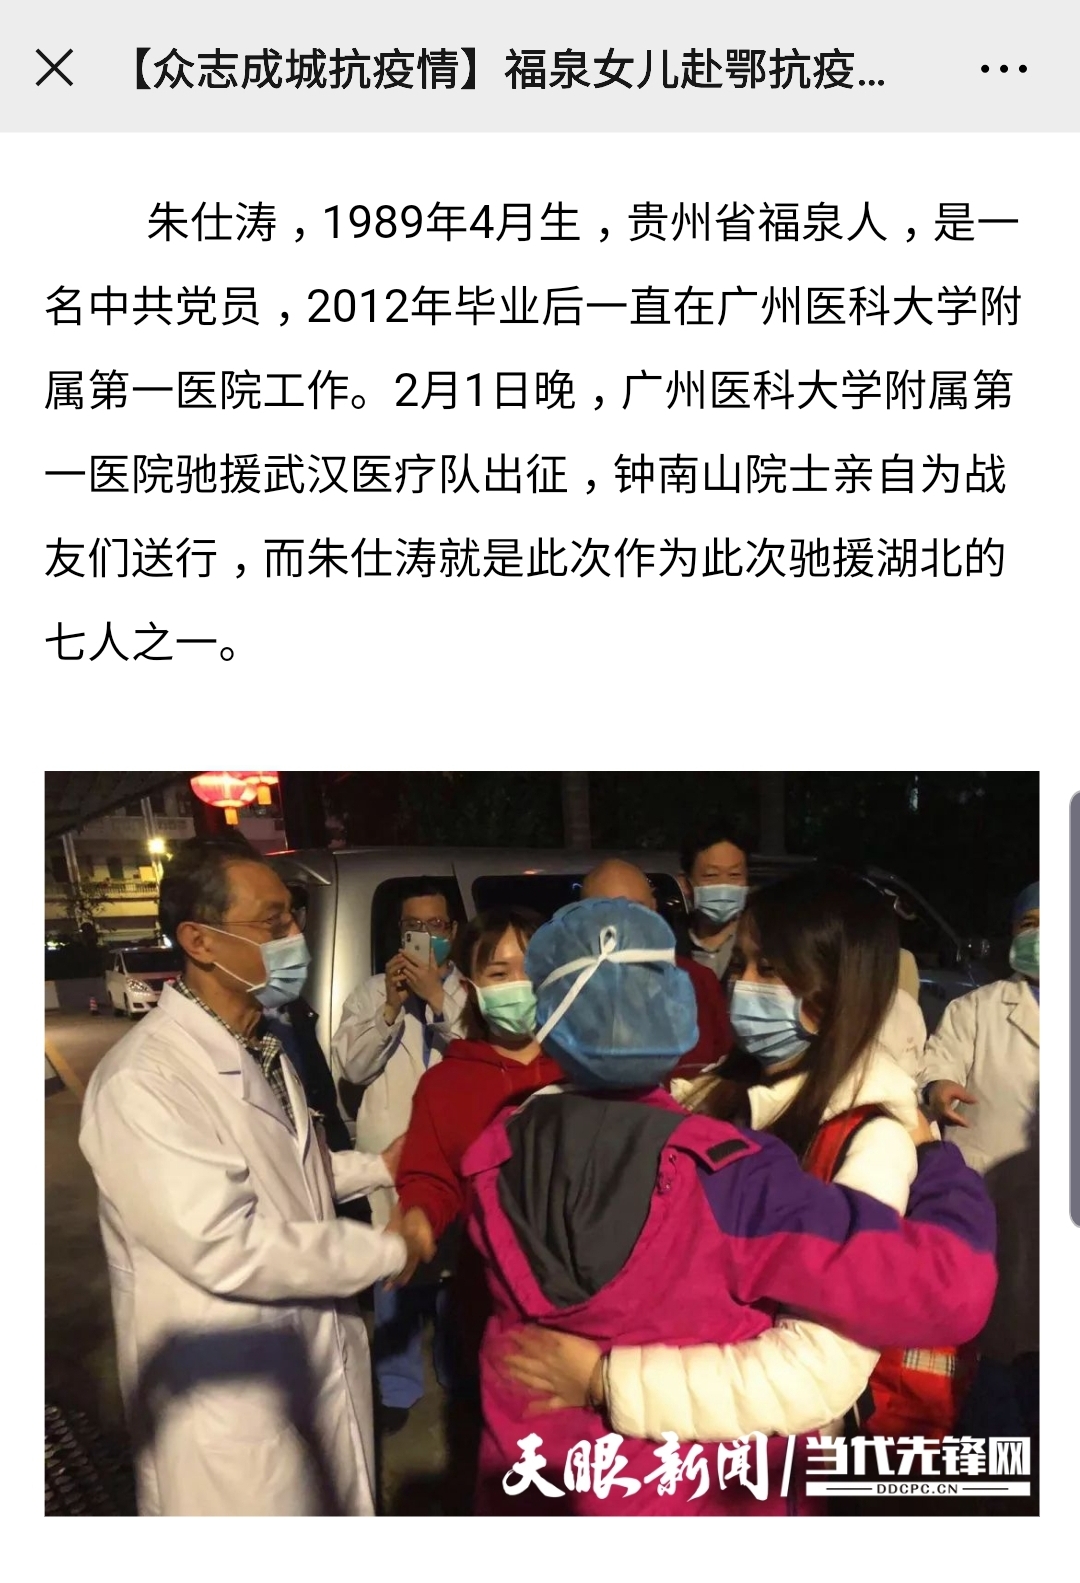 【众志成城抗疫情】福泉女儿赴鄂抗疫...
朱仕涛，1989年4月生，贵州省福泉人，是一
名中共党员，2012年毕业后一直在广州医科大学附
属第一医院工作。2月1日晚，广州医科大学附属第
一医院驰援武汉医疗队出征，钟南山院士亲自为战
友们送行，而朱仕涛就是此次作为此次驰援湖北的
七人之一。
天眼新闻/当代先锋网
DDCPC.CN